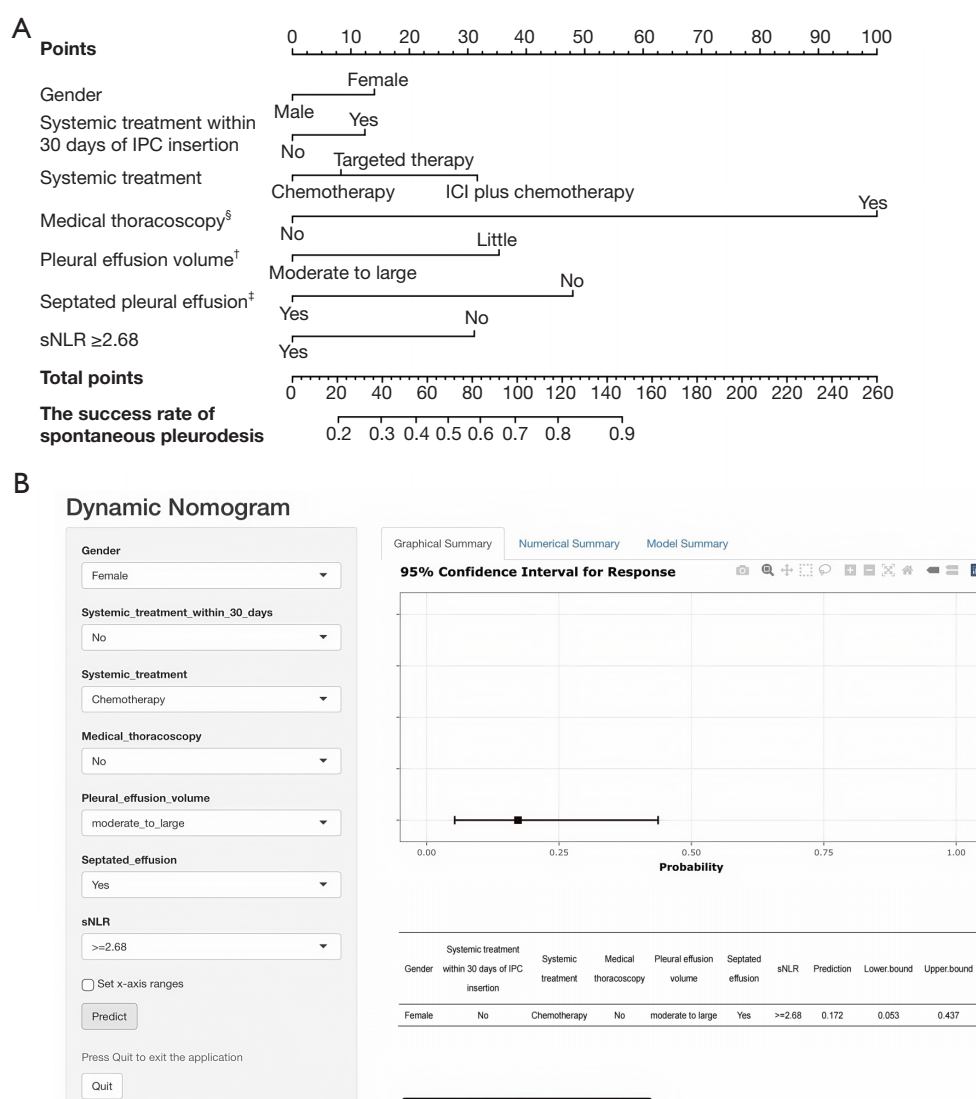 A
Points
0 10 20 30 40 50 60 70 80 90 100
Female
Gender
Male
Systemic treatment within
30 days of IPC insertion
Yes
No
Targeted therapy
Systemic treatment
Chemotherapy ICI plus chemotherapy
Yes
Medical thoracoscopy§
No
Little
Pleural effusion volume†
Moderate to large
No
Septated pleural effusion‡
Yes
No
sNLR ≥2.68
Yes
Total points
0 20 40 60 80 100 120 140 160 180 200 220 240 260
The success rate of
spontaneous pleurodesis
0.2 0.3 0.4 0.5 0.6 0.7 0.8 0.9
B
Dynamic Nomogram
Gender
Female
Systemic_treatment_within_30_days
No
Systemic_treatment
Chemotherapy
Medical_thoracoscopy
No
Pleural_effusion_volume
moderate_to_large
Septated_effusion
Yes
sNLR
>=2.68
Set x-axis ranges
Predict
Press Quit to exit the application
Quit
Graphical Summary Numerical Summary Model Summary
95% Confidence Interval for Response
0.00 0.25 0.50 0.75 1.00
Probability
Gender Systemic treatment within 30 days of IPC insertion Systemic treatment Medical thoracoscopy Pleural effusion volume Septated effusion sNLR Prediction Lower.bound Upper.bound
Female No Chemotherapy No moderate to large Yes >=2.68 0.172 0.053 0.437